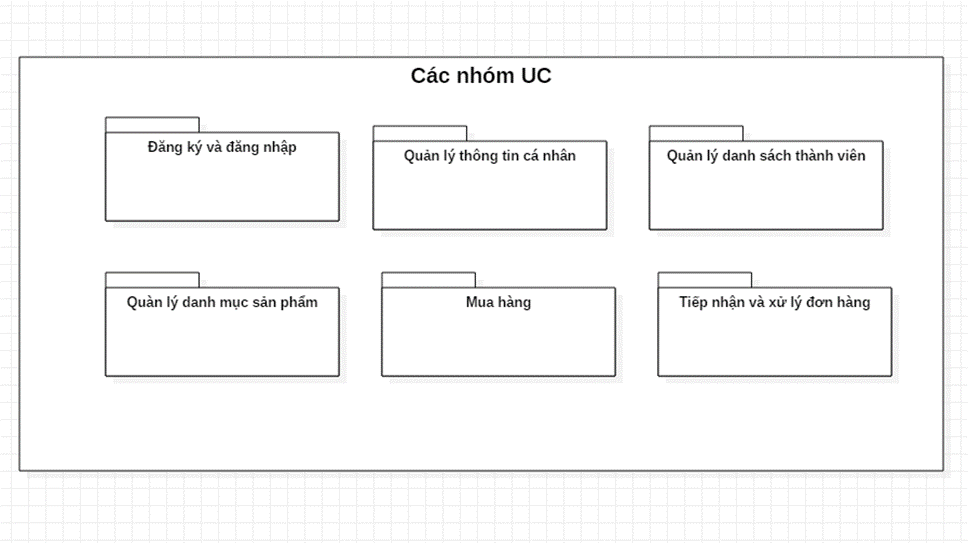 Các nhóm UC
Đăng ký và đăng nhập
Quản lý thông tin cá nhân
Quản lý danh sách thành viên
Quàn lý danh mục sản phẩm
Mua hàng
Tiếp nhận và xử lý đơn hàng